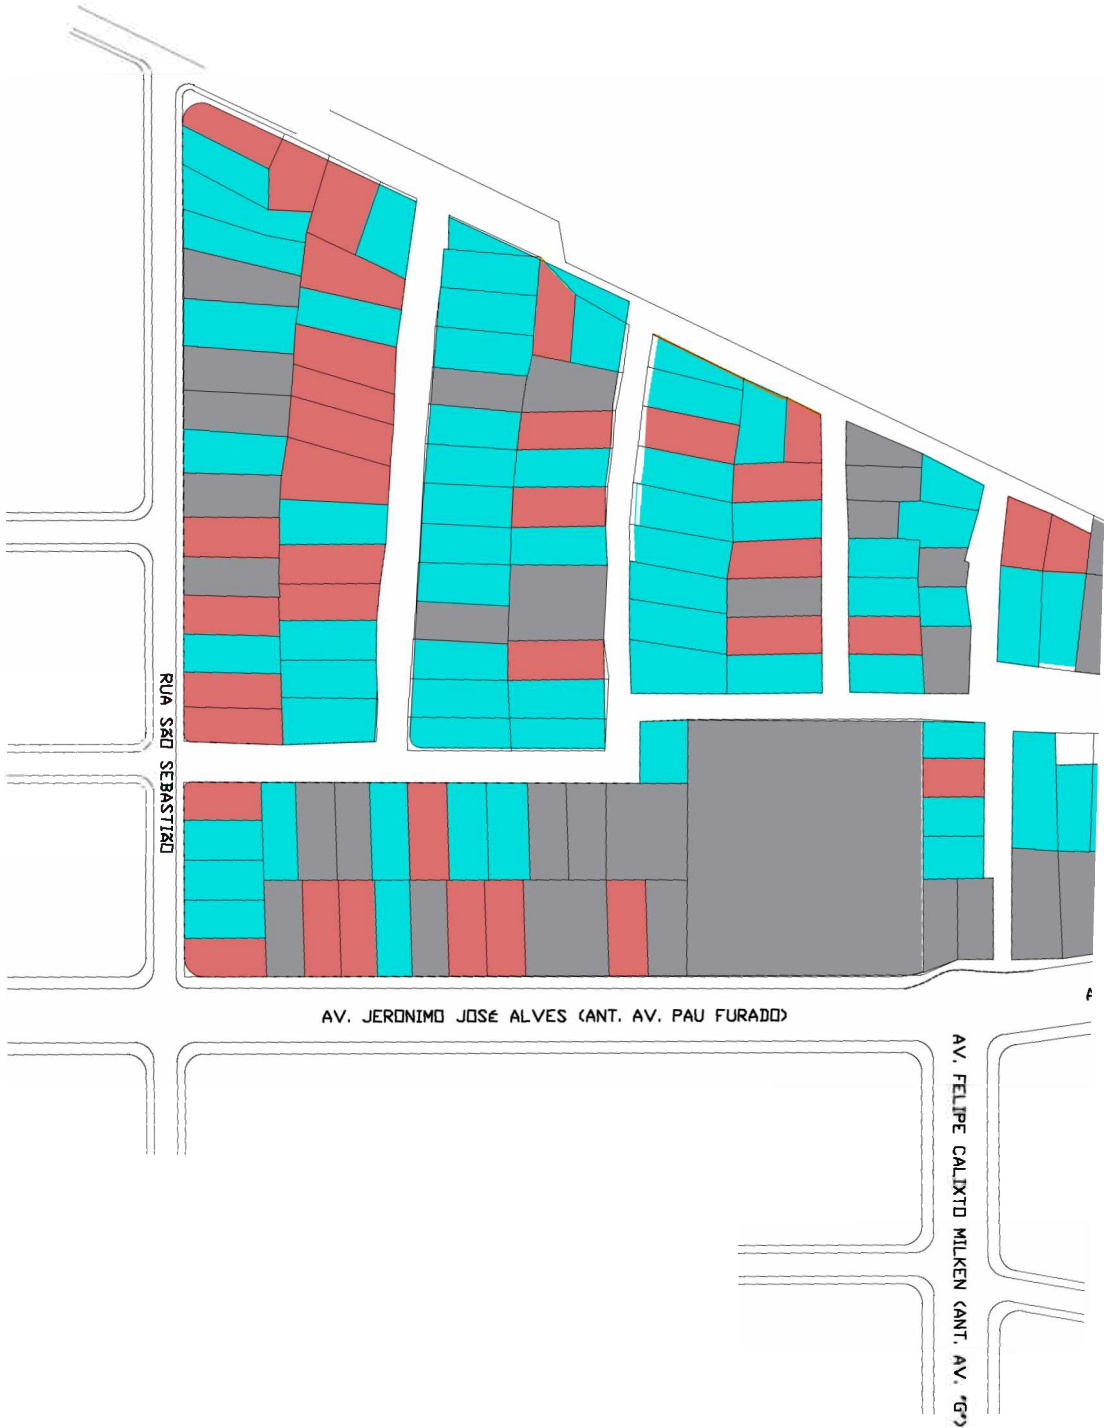 RUA SÃO SEBASTIÃO
AV. JERONIMO JOSÉ ALVES (ANT. AV. PAU FURADO)
A
AV. FELIPE CALIXTO MILKEN (ANT. AV. "G")